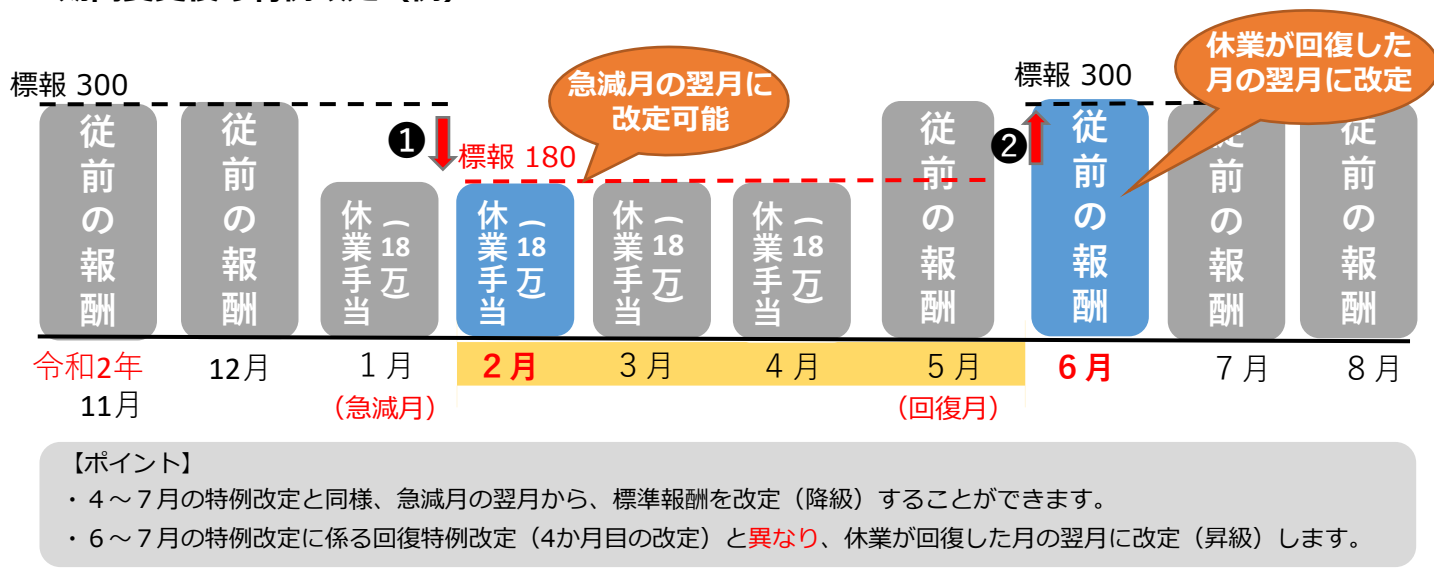 標報 300
急減月の翌月に
改定可能
標報 300
休業が回復した
月の翌月に改定
❶
標報 180
❷
従前の報酬
従前の報酬
休業手当
(18万)
休業手当
(18万)
休業手当
(18万)
休業手当
(18万)
従前の報酬
従前の報酬
従前の報酬
従前の報酬
令和2年
11月
12月
1月
(急減月)
2月
3月
4月
5月
(回復月)
6月
7月
8月
【ポイント】
・４～７月の特例改定と同様、急減月の翌月から、標準報酬を改定（降級）することができます。
・６～７月の特例改定に係る回復特例改定（4か月目の改定）と異なり、休業が回復した月の翌月に改定（昇級）します。